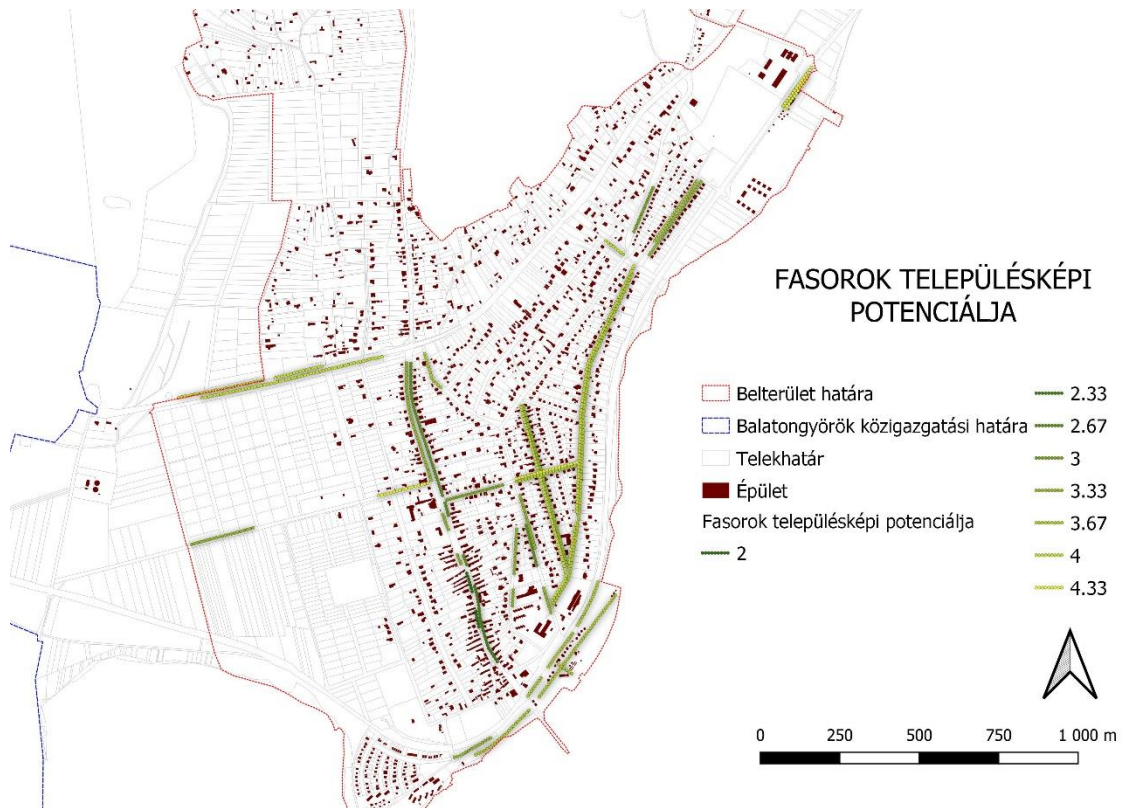 FASOROK TELEPÜLÉSKÉPI
POTENCIÁLJA
Belterület határa
Balatongyörök közigazgatási határa
Telekhatár
Épület
Fasorok településképi potenciálja
2
2.33
2.67
3
3.33
3.67
4
4.33
0 250 500 750 1 000 m